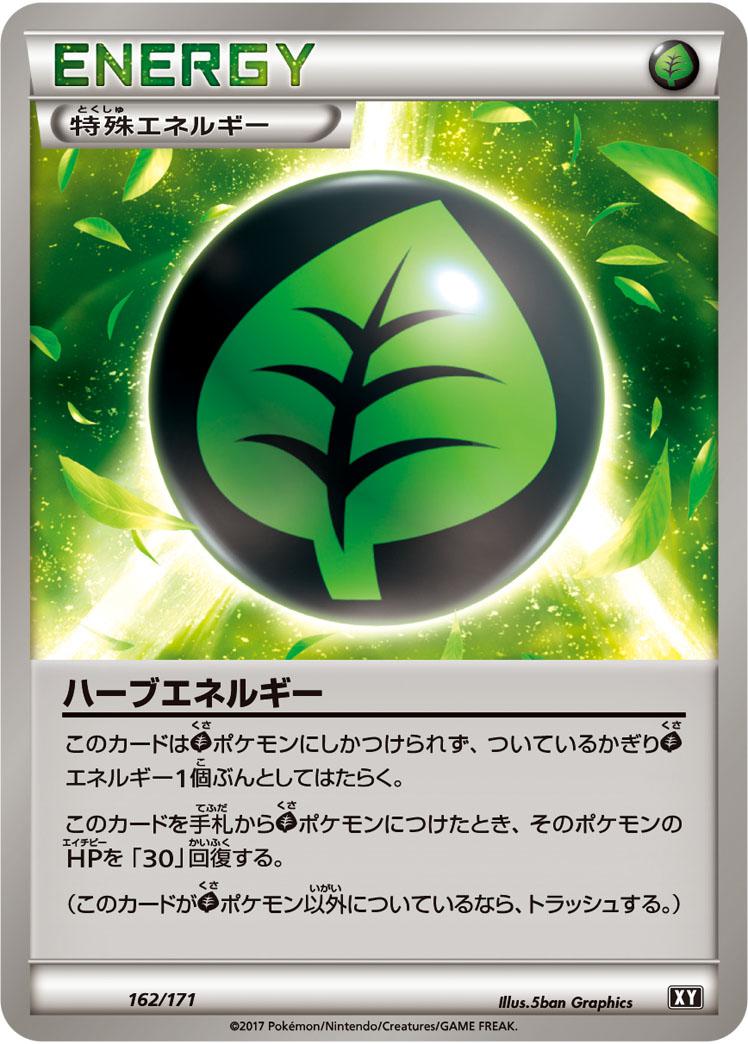 ENERGY
とくしゅ
特殊エネルギー
ハーブエネルギー
くさ くさ
このカードはポケモンにしかつけられず、ついているかぎり
こ
エネルギー1個ぶんとしてはたらく。
てふだ くさ
このカードを手札からポケモンにつけたとき、そのポケモンの
エイチピー かいふく
HPを「30」回復する。
くさ いがい
（このカードがポケモン以外についているなら、トラッシュする。）
162/171 Illus.5ban Graphics XY
©2017 Pokémon/Nintendo/Creatures/GAME FREAK.